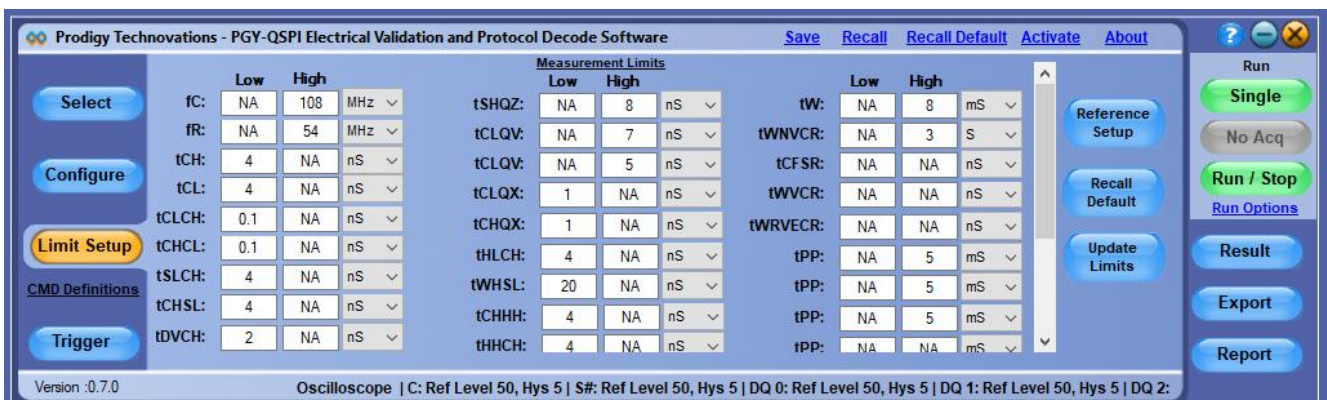 Prodigy Technovations - PGY-QSPI Electrical Validation and Protocol Decode Software Save Recall Recall Default Activate About
Measurement Limits
Low High Low High Low High
fC: NA 108 MHz tSHQZ: NA 8 nS tW: NA 8 mS
fR: NA 54 MHz tCLQV: NA 7 nS tWNVCR: NA 3 S
tCH: 4 NA nS tCLQV: NA 5 nS tCFSR: NA NA nS
tCL: 4 NA nS tCLQX: 1 NA nS tWVCR: NA NA nS
tCLCH: 0.1 NA nS tCHQX: 1 NA nS tWRVECR: NA NA nS
tCHCL: 0.1 NA nS tHLCH: 4 NA nS tPP: NA 5 mS
tSLCH: 4 NA nS tWHSL: 20 NA nS tPP: NA 5 mS
tCHSL: 4 NA nS tCHHH: 4 NA nS tPP: NA 5 mS
tDVCH: 2 NA nS tHHCH: 4 NA nS tPP: NA NA mS
Select
Configure
Limit Setup
CMD Definitions
Trigger
Reference
Setup
Recall
Default
Update
Limits
?
Run
Single
No Acq
Run / Stop
Run Options
Result
Export
Report
Version :0.7.0 Oscilloscope | C: Ref Level 50, Hys 5 | S#: Ref Level 50, Hys 5 | DQ 0: Ref Level 50, Hys 5 | DQ 1: Ref Level 50, Hys 5 | DQ 2: